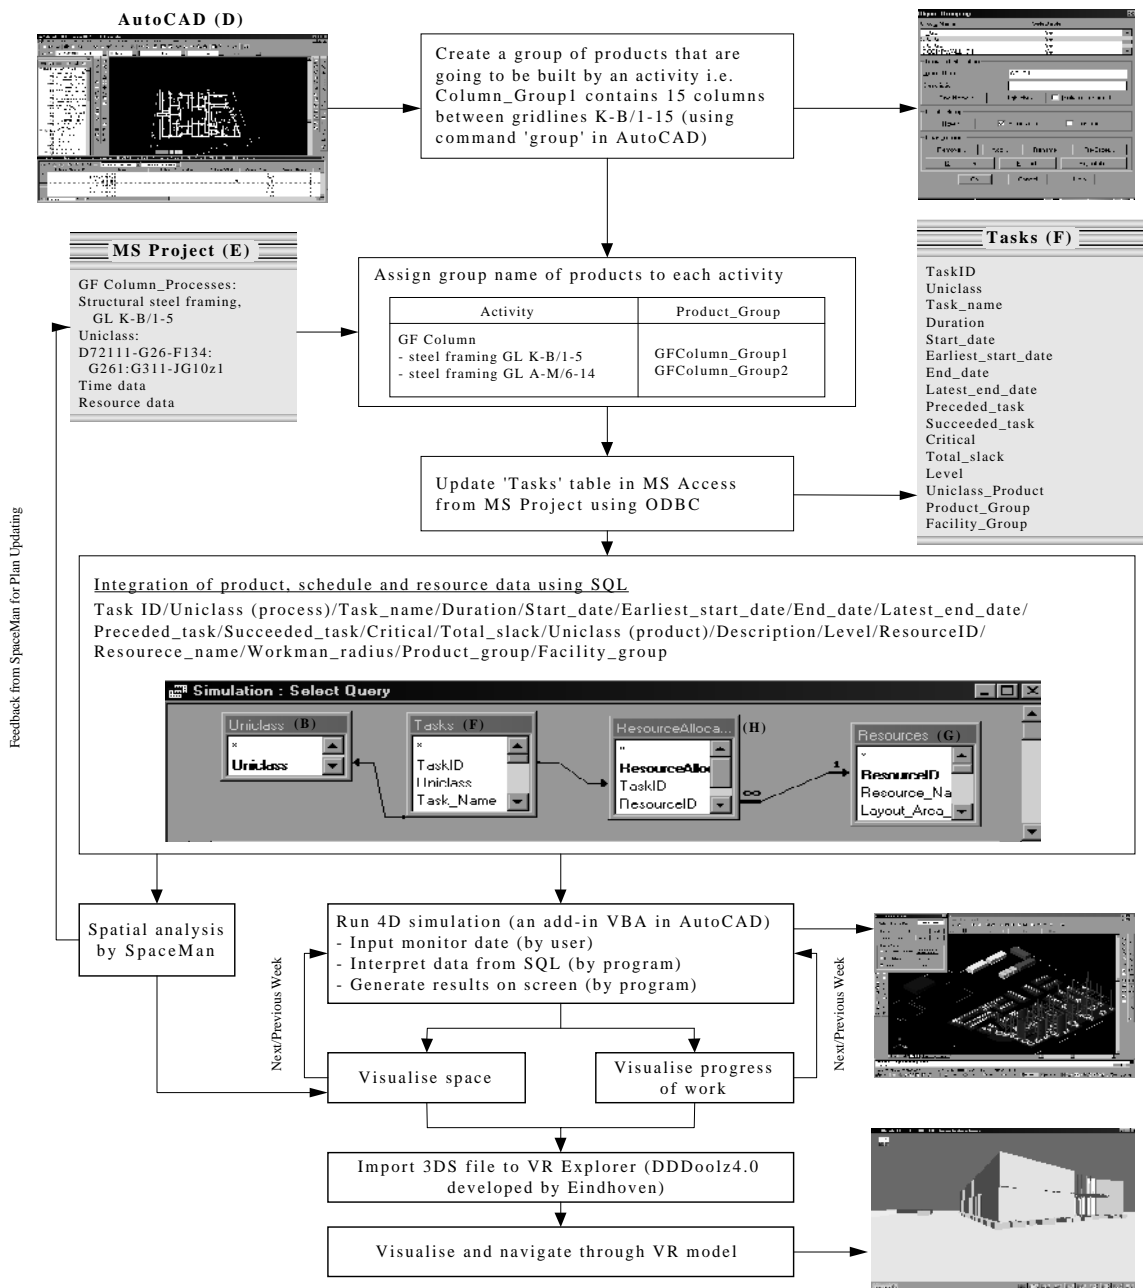 AutoCAD (D)
Create a group of products that are
going to be built by an activity i.e.
Column_Group1 contains 15 columns
between gridlines K-B/1-15 (using
command 'group' in AutoCAD)
MS Project (E)
GF Column_Processes:
Structural steel framing,
GL K-B/1-5
Uniclass:
D72111-G26-F134:
G261:G311-JG10z1
Time data
Resource data
Assign group name of products to each activity
Activity
Product_Group
GF Column
- steel framing GL K-B/1-5
- steel framing GL A-M/6-14
GFColumn_Group1
GFColumn_Group2
Tasks (F)
TaskID
Uniclass
Task_name
Duration
Start_date
Earliest_start_date
End_date
Latest_end_date
Preceded_task
Succeeded_task
Critical
Total_slack
Level
Uniclass_Product
Product_Group
Facility_Group
Update 'Tasks' table in MS Access
from MS Project using ODBC
Feedback from SpaceMan for Plan Updating
Integration of product, schedule and resource data using SQL
Task ID/Uniclass (process)/Task_name/Duration/Start_date/Earliest_start_date/End_date/Latest_end_date/
Preceded_task/Succeeded_task/Critical/Total_slack/Uniclass (product)/Description/Level/ResourceID/
Resourece_name/Workman_radius/Product_group/Facility_group
Simulation : Select Query
Uniclass (B)
*
Uniclass
Tasks (F)
*
TaskID
Uniclass
Task_Name
ResourceAlloca...
(H)
*
ResourceAlloc
TaskID
ResourceID
∞
1
Resources (G)
*
ResourceID
Resource_Na
Layout_Area_
Spatial analysis
by SpaceMan
Run 4D simulation (an add-in VBA in AutoCAD)
- Input monitor date (by user)
- Interpret data from SQL (by program)
- Generate results on screen (by program)
Next/Previous Week
Next/Previous Week
Visualise space
Visualise progress
of work
Import 3DS file to VR Explorer (DDDoolz4.0
developed by Eindhoven)
Visualise and navigate through VR model